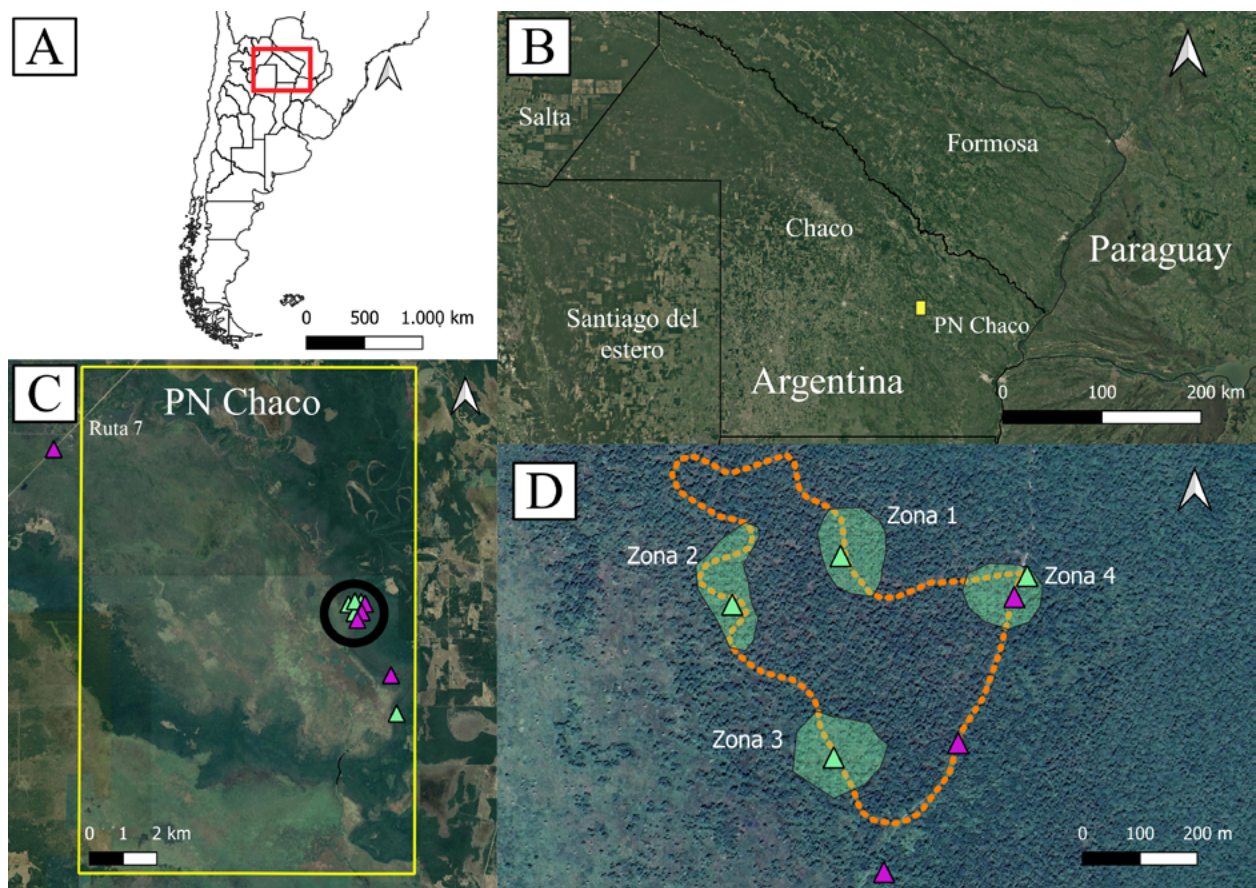 A
0 500 1.000 km
B
Salta
Formosa
Chaco
Paraguay
Santiago del
estero
PN Chaco
Argentina
0 100 200 km
C
PN Chaco
Ruta 7
0 1 2 km
D
Zona 1
Zona 2
Zona 4
Zona 3
0 100 200 m